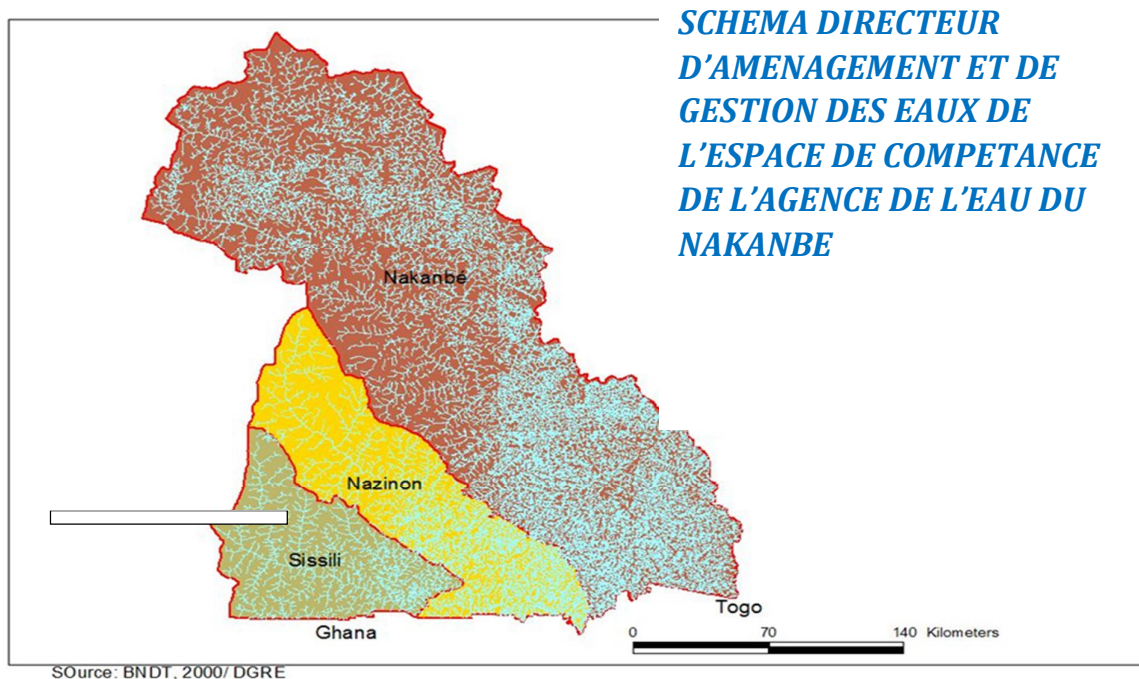 SCHEMA DIRECTEUR
D'AMENAGEMENT ET DE
GESTION DES EAUX DE
L'ESPACE DE COMPETANCE
DE L'AGENCE DE L'EAU DU
NAKANBE
Nakanbé
Nazinon
Sissili
Togo
Ghana
0 70 140 Kilometers
SOurce: BNDT, 2000/ DGRE